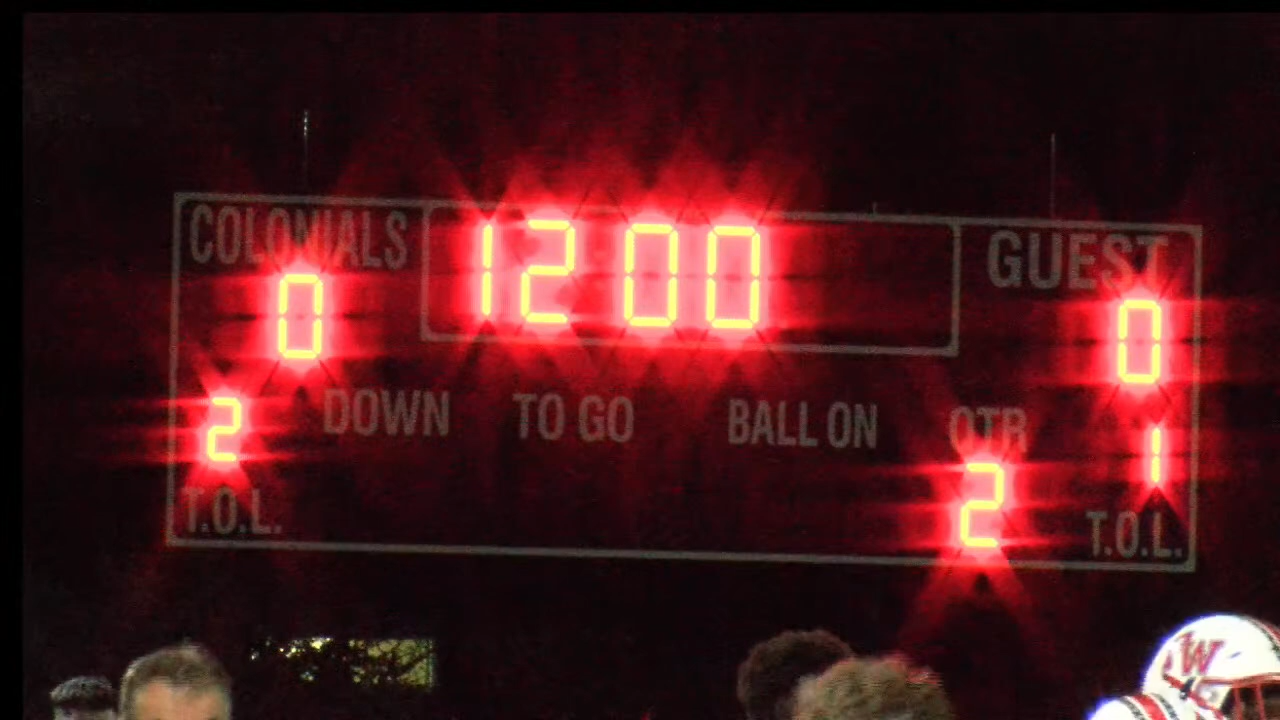 COLONIALS 12 00 GUEST
0 0
2 DOWN TO GO BALL ON QTR 1
T.O.L. 2 T.O.L.
W